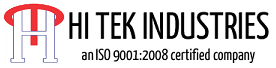 HI TEK INDUSTRIES
an ISO 9001:2008 certified company